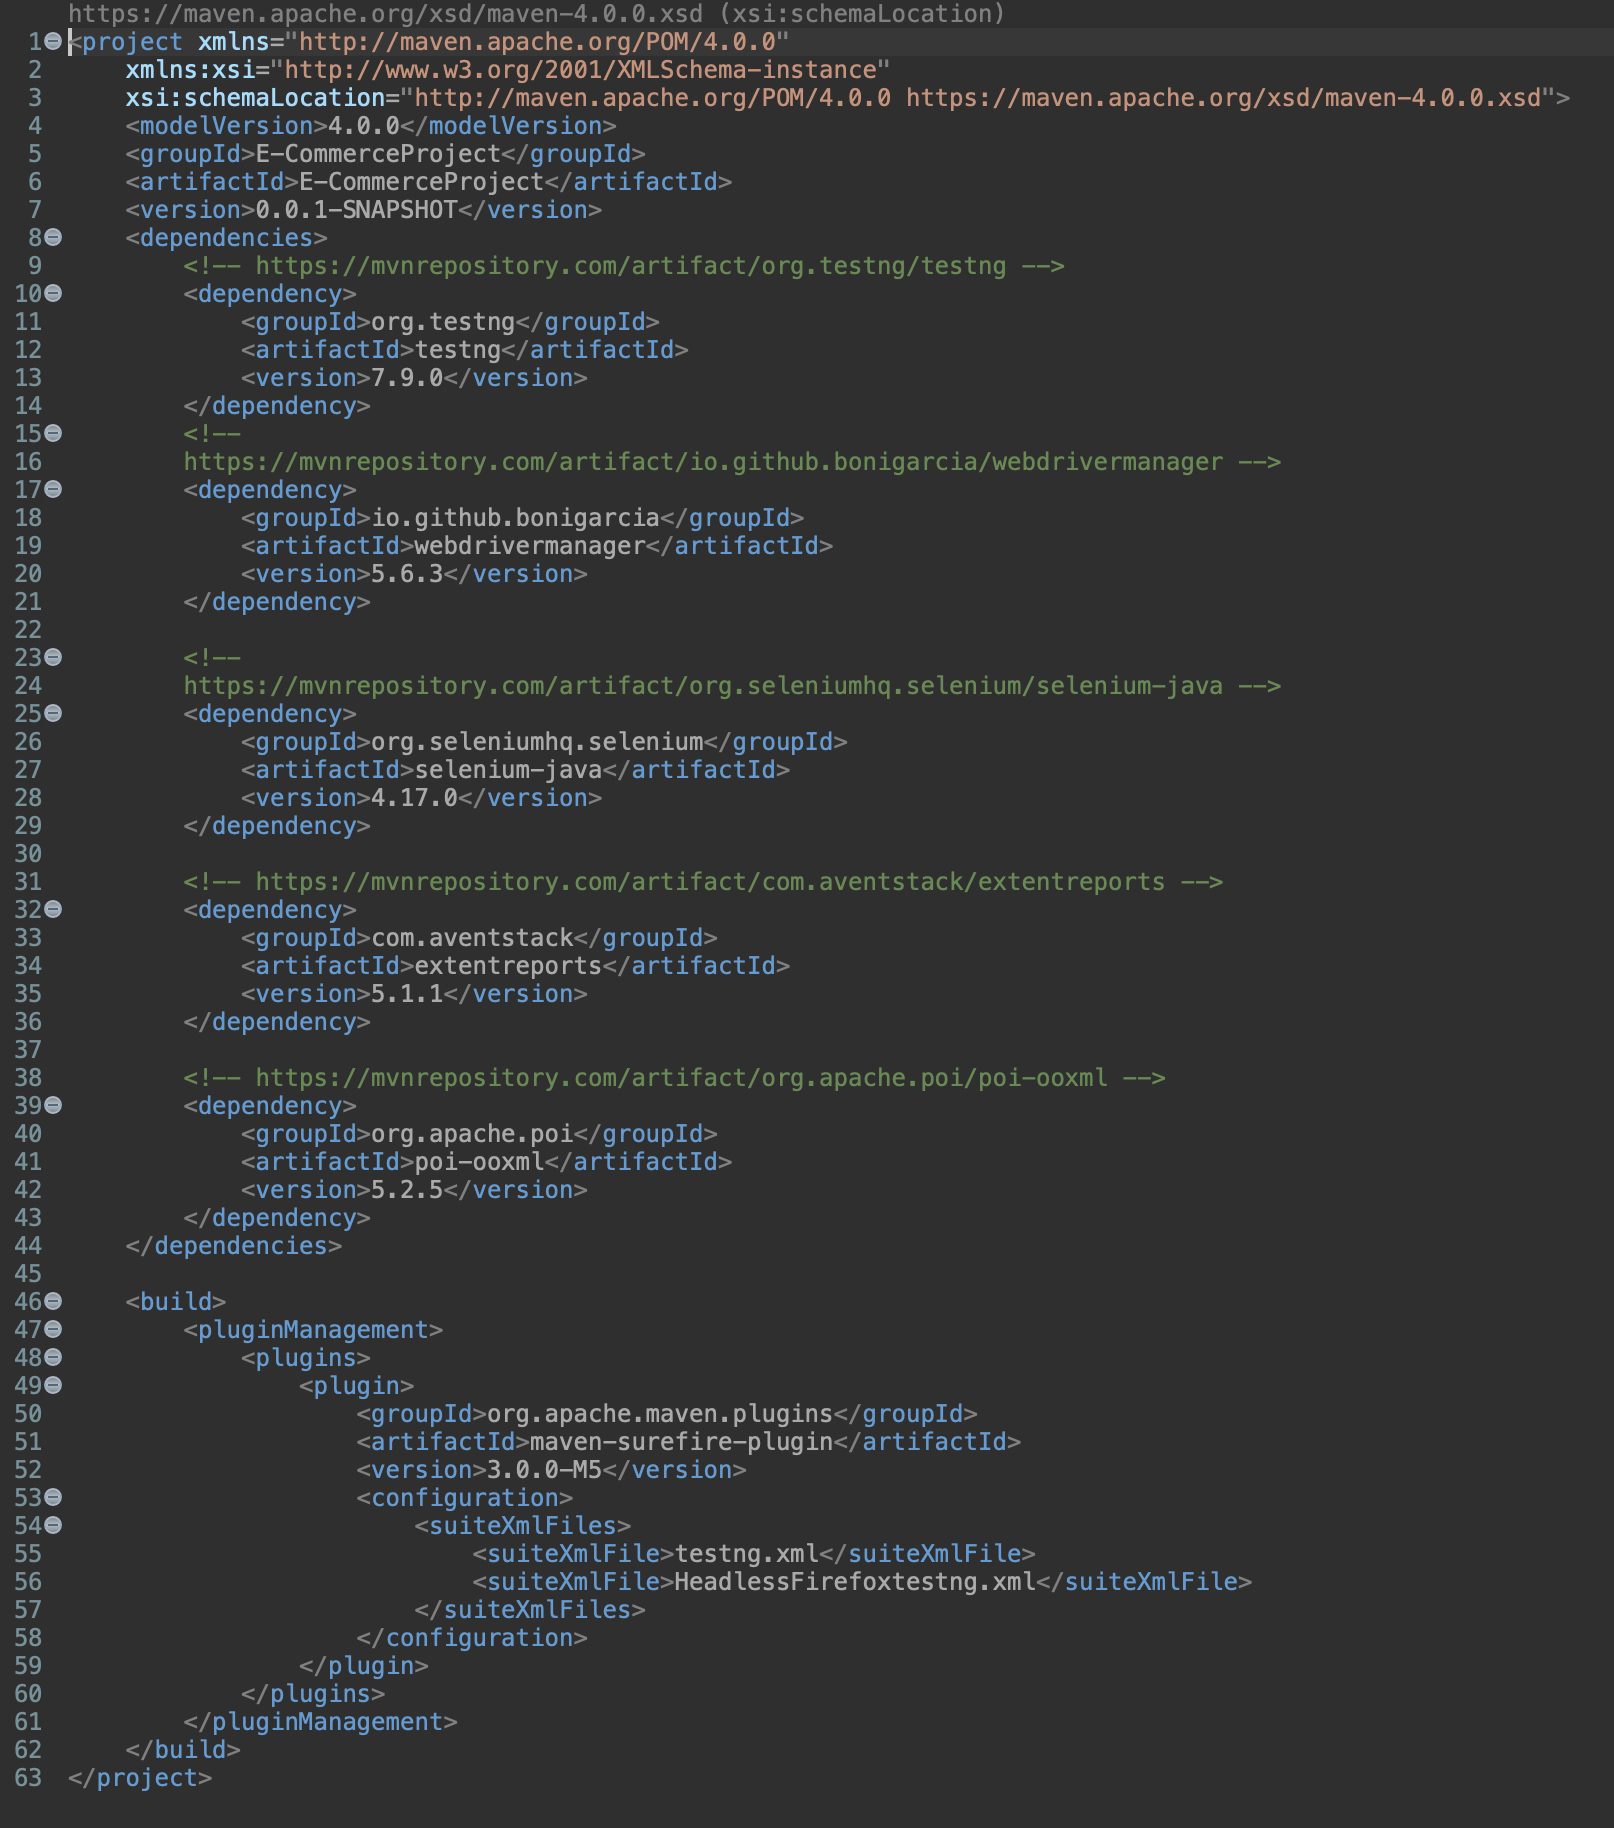 https://maven.apache.org/xsd/maven-4.0.0.xsd (xsi:schemaLocation)
1 <project xmlns="http://maven.apache.org/POM/4.0.0"
2 xmlns:xsi="http://www.w3.org/2001/XMLSchema-instance"
3 xsi:schemaLocation="http://maven.apache.org/POM/4.0.0 https://maven.apache.org/xsd/maven-4.0.0.xsd">
4 <modelVersion>4.0.0</modelVersion>
5 <groupId>E-CommerceProject</groupId>
6 <artifactId>E-CommerceProject</artifactId>
7 <version>0.0.1-SNAPSHOT</version>
8 <dependencies>
9 <!-- https://mvnrepository.com/artifact/org.testng/testng -->
10 <dependency>
11 <groupId>org.testng</groupId>
12 <artifactId>testng</artifactId>
13 <version>7.9.0</version>
14 </dependency>
15 <!--
16 https://mvnrepository.com/artifact/io.github.bonigarcia/webdrivermanager -->
17 <dependency>
18 <groupId>io.github.bonigarcia</groupId>
19 <artifactId>webdrivermanager</artifactId>
20 <version>5.6.3</version>
21 </dependency>
22
23 <!--
24 https://mvnrepository.com/artifact/org.seleniumhq.selenium/selenium-java -->
25 <dependency>
26 <groupId>org.seleniumhq.selenium</groupId>
27 <artifactId>selenium-java</artifactId>
28 <version>4.17.0</version>
29 </dependency>
30
31 <!-- https://mvnrepository.com/artifact/com.aventstack/extentreports -->
32 <dependency>
33 <groupId>com.aventstack</groupId>
34 <artifactId>extentreports</artifactId>
35 <version>5.1.1</version>
36 </dependency>
37
38 <!-- https://mvnrepository.com/artifact/org.apache.poi/poi-ooxml -->
39 <dependency>
40 <groupId>org.apache.poi</groupId>
41 <artifactId>poi-ooxml</artifactId>
42 <version>5.2.5</version>
43 </dependency>
44 </dependencies>
45
46 <build>
47 <pluginManagement>
48 <plugins>
49 <plugin>
50 <groupId>org.apache.maven.plugins</groupId>
51 <artifactId>maven-surefire-plugin</artifactId>
52 <version>3.0.0-M5</version>
53 <configuration>
54 <suiteXmlFiles>
55 <suiteXmlFile>testng.xml</suiteXmlFile>
56 <suiteXmlFile>HeadlessFirefoxtestng.xml</suiteXmlFile>
57 </suiteXmlFiles>
58 </configuration>
59 </plugin>
60 </plugins>
61 </pluginManagement>
62 </build>
63 </project>